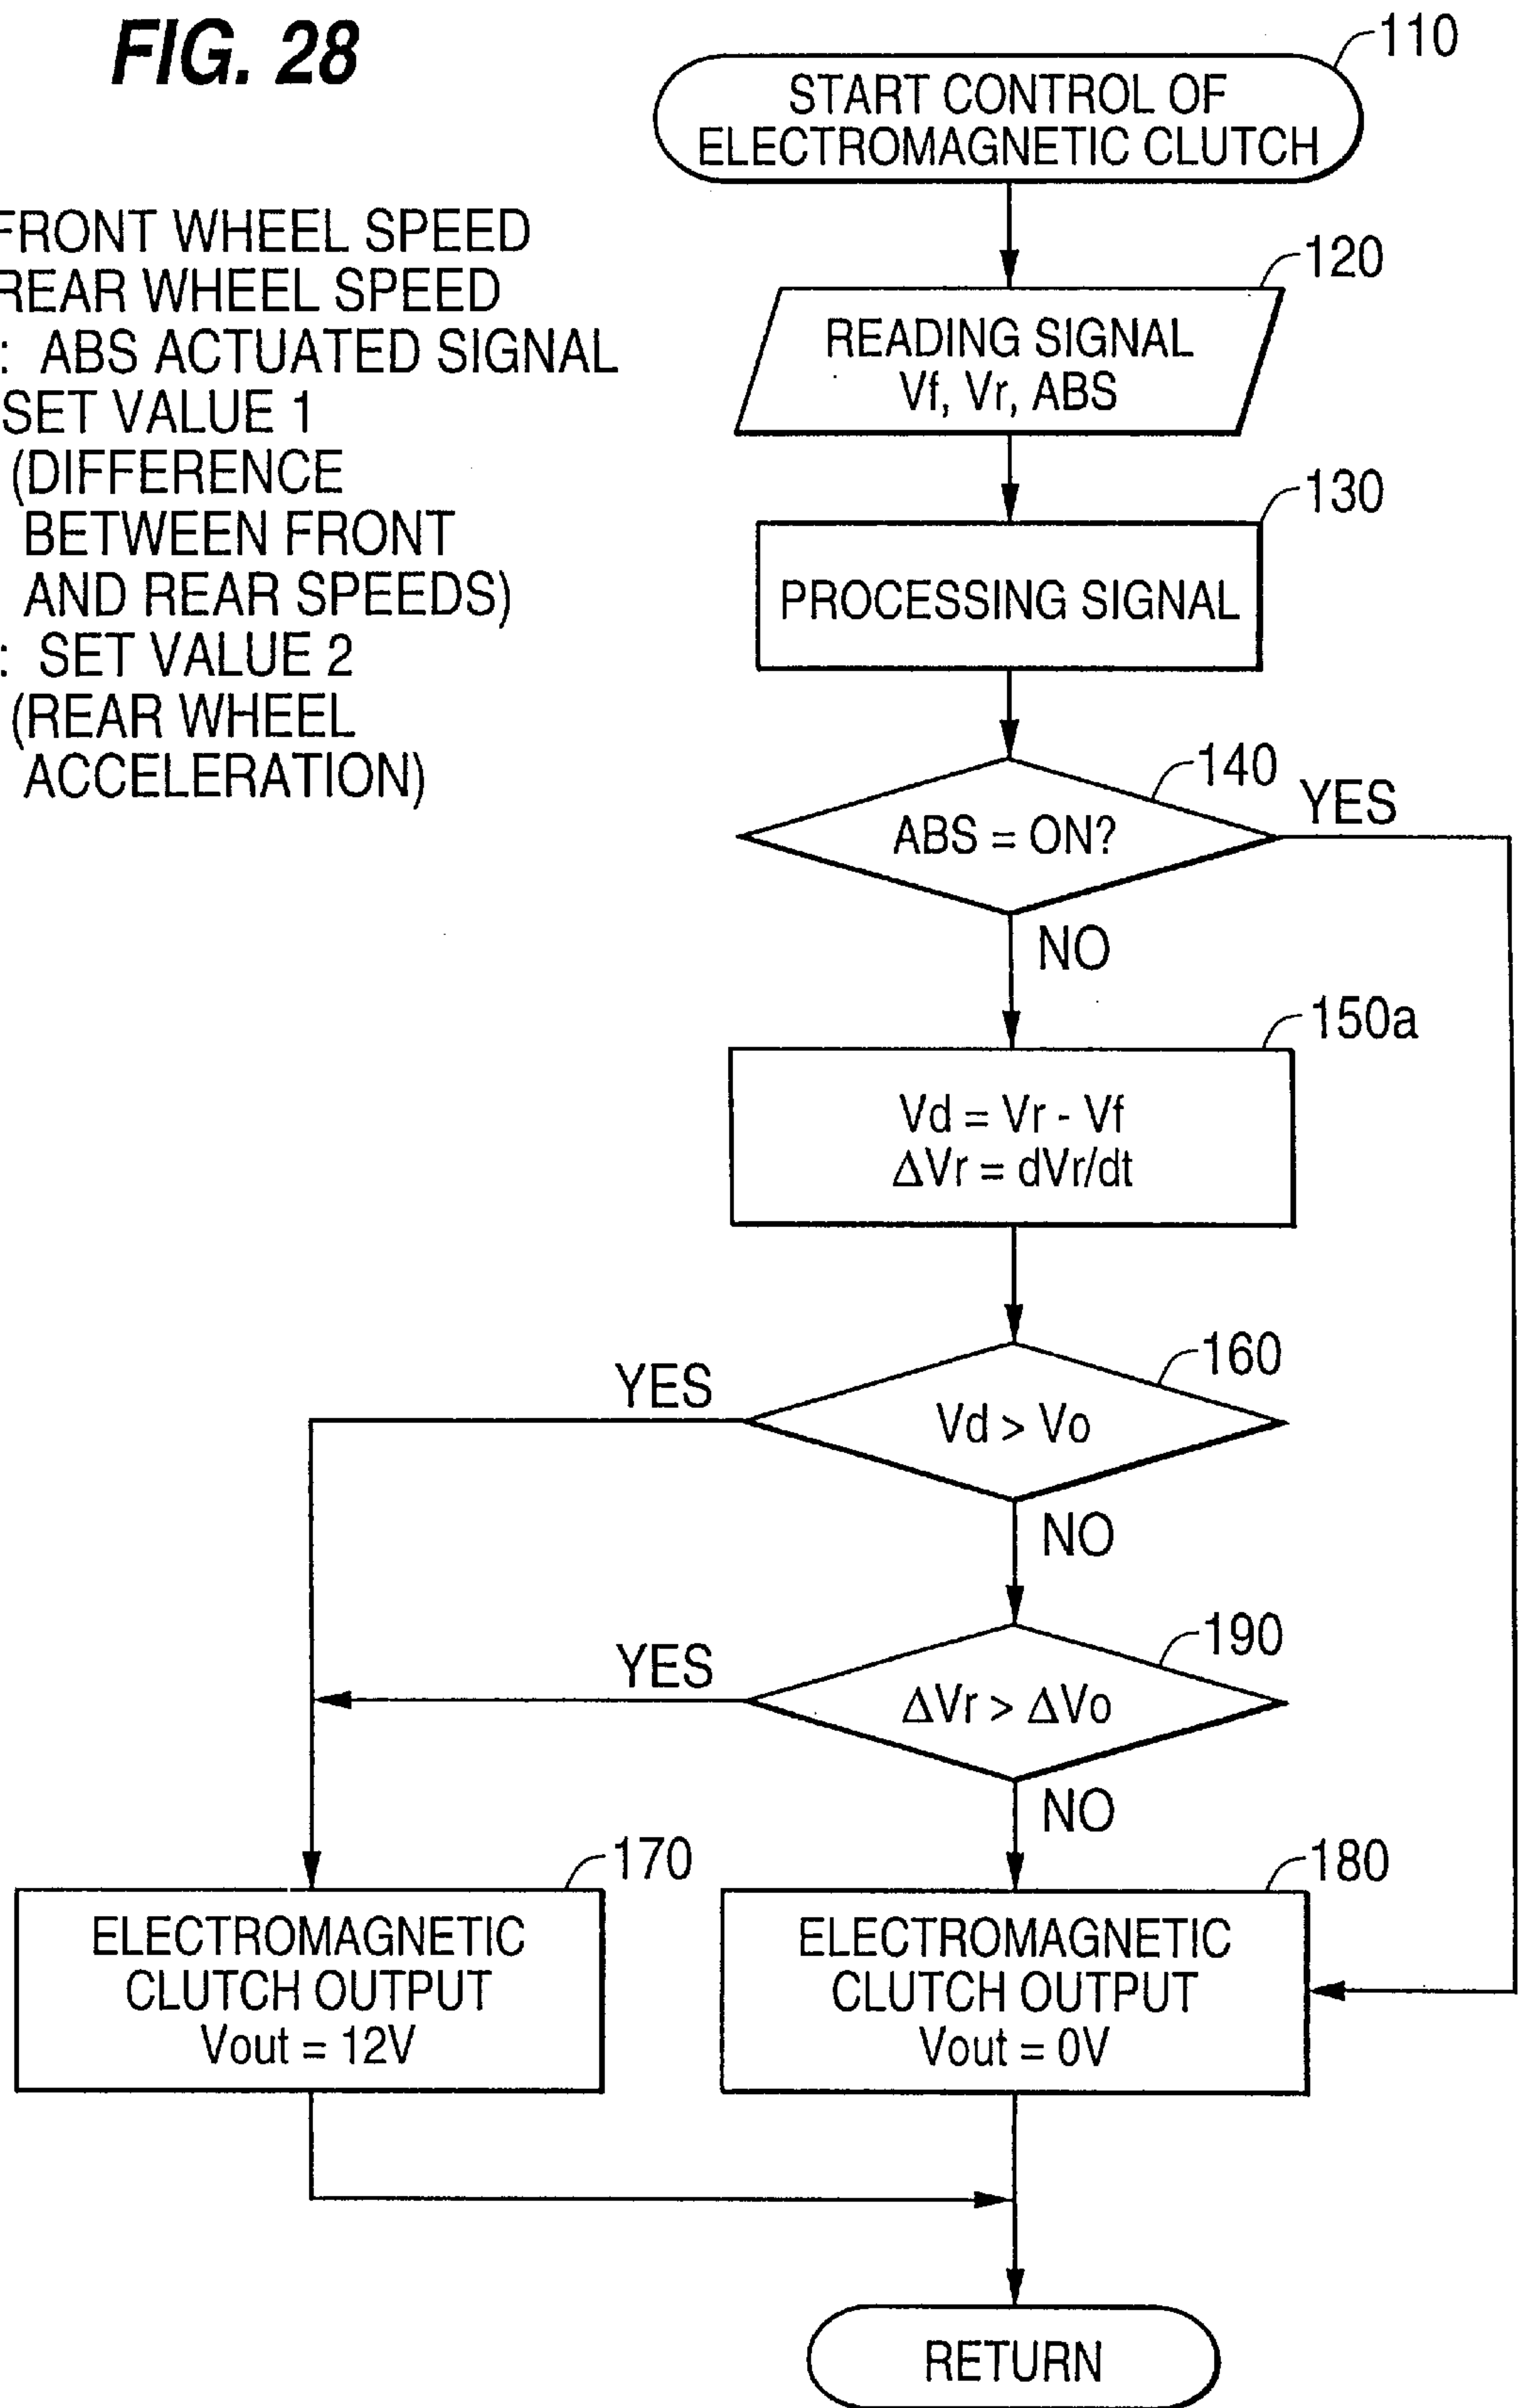 FIG. 28
FRONT WHEEL SPEED
REAR WHEEL SPEED
: ABS ACTUATED SIGNAL
SET VALUE 1
(DIFFERENCE
BETWEEN FRONT
AND REAR SPEEDS)
: SET VALUE 2
(REAR WHEEL
ACCELERATION)
110
START CONTROL OF
ELECTROMAGNETIC CLUTCH
120
READING SIGNAL
Vf, Vr, ABS
130
PROCESSING SIGNAL
140
ABS = ON?
YES
NO
150a
Vd = Vr - Vf
ΔVr = dVr/dt
160
Vd > Vo
YES
NO
190
ΔVr > ΔVo
YES
NO
170
ELECTROMAGNETIC
CLUTCH OUTPUT
Vout = 12V
180
ELECTROMAGNETIC
CLUTCH OUTPUT
Vout = 0V
RETURN